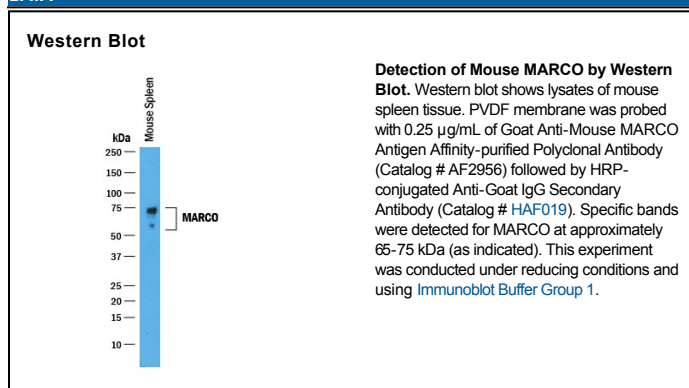 Western Blot
Mouse Spleen
kDa
250
150
100
75
50
37
25
20
15
10
MARCO
Detection of Mouse MARCO by Western
Blot. Western blot shows lysates of mouse
spleen tissue. PVDF membrane was probed
with 0.25 µg/mL of Goat Anti-Mouse MARCO
Antigen Affinity-purified Polyclonal Antibody
(Catalog # AF2956) followed by HRP-
conjugated Anti-Goat IgG Secondary
Antibody (Catalog # HAF019). Specific bands
were detected for MARCO at approximately
65-75 kDa (as indicated). This experiment
was conducted under reducing conditions and
using Immunoblot Buffer Group 1.